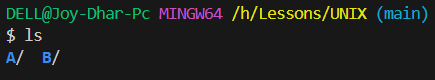 DELL@Joy-Dhar-Pc MINGW64 /h/Lessons/UNIX (main)
$ ls
A/  B/